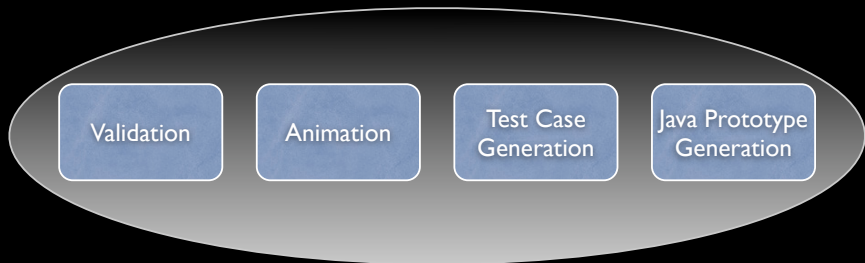 Validation
Animation
Test Case
Generation
Java Prototype
Generation